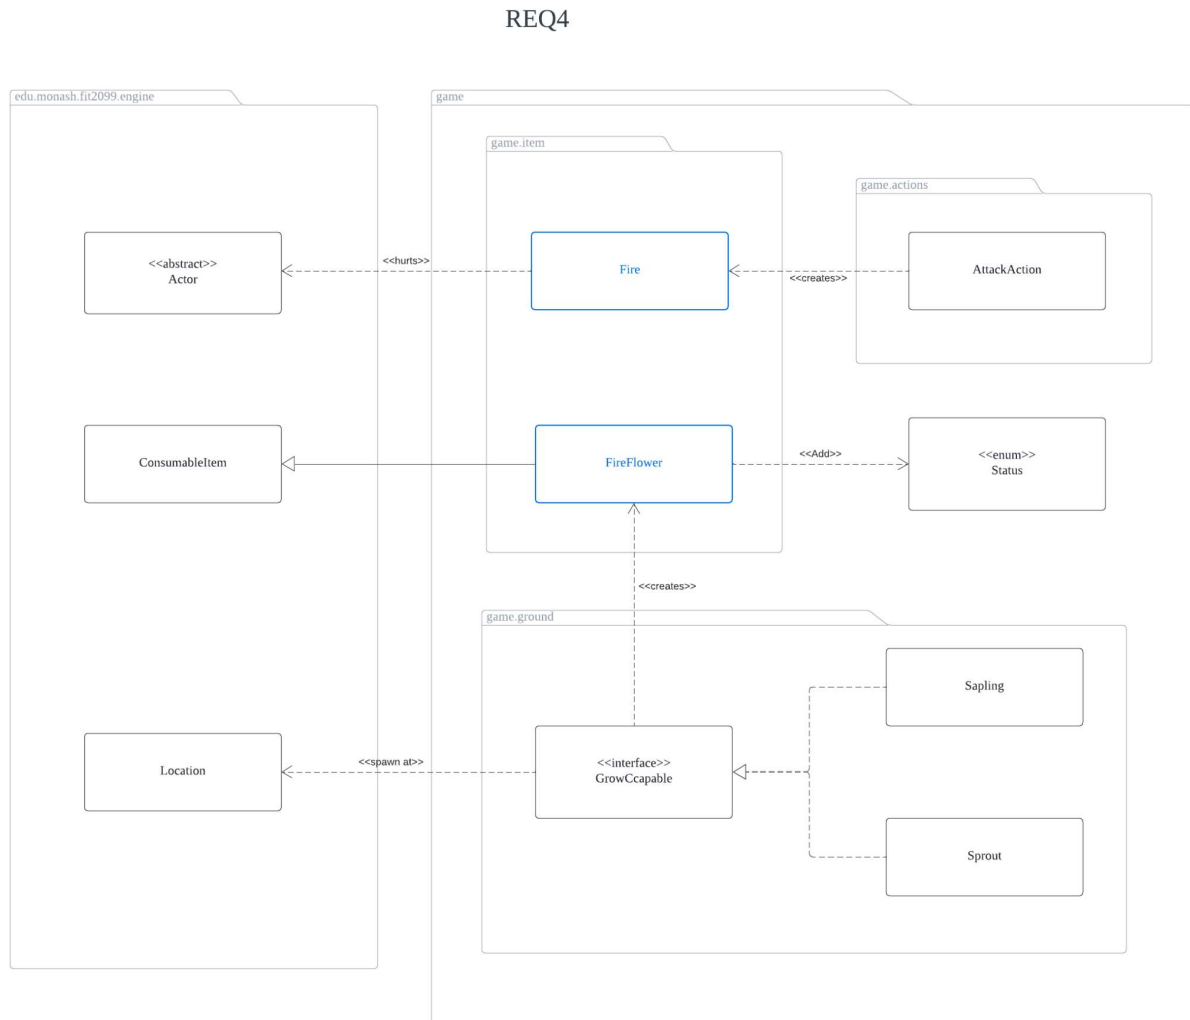 REQ4
edu.monash.fit2099.engine
game
game.item
game.actions
<<abstract>>
Actor
<<hurts>>
Fire
<<creates>>
AttackAction
ConsumableItem
FireFlower
<<Add>>
<<enum>>
Status
<<creates>>
game.ground
Sapling
Location
<<spawn at>>
<<interface>>
GrowCcapable
Sprout